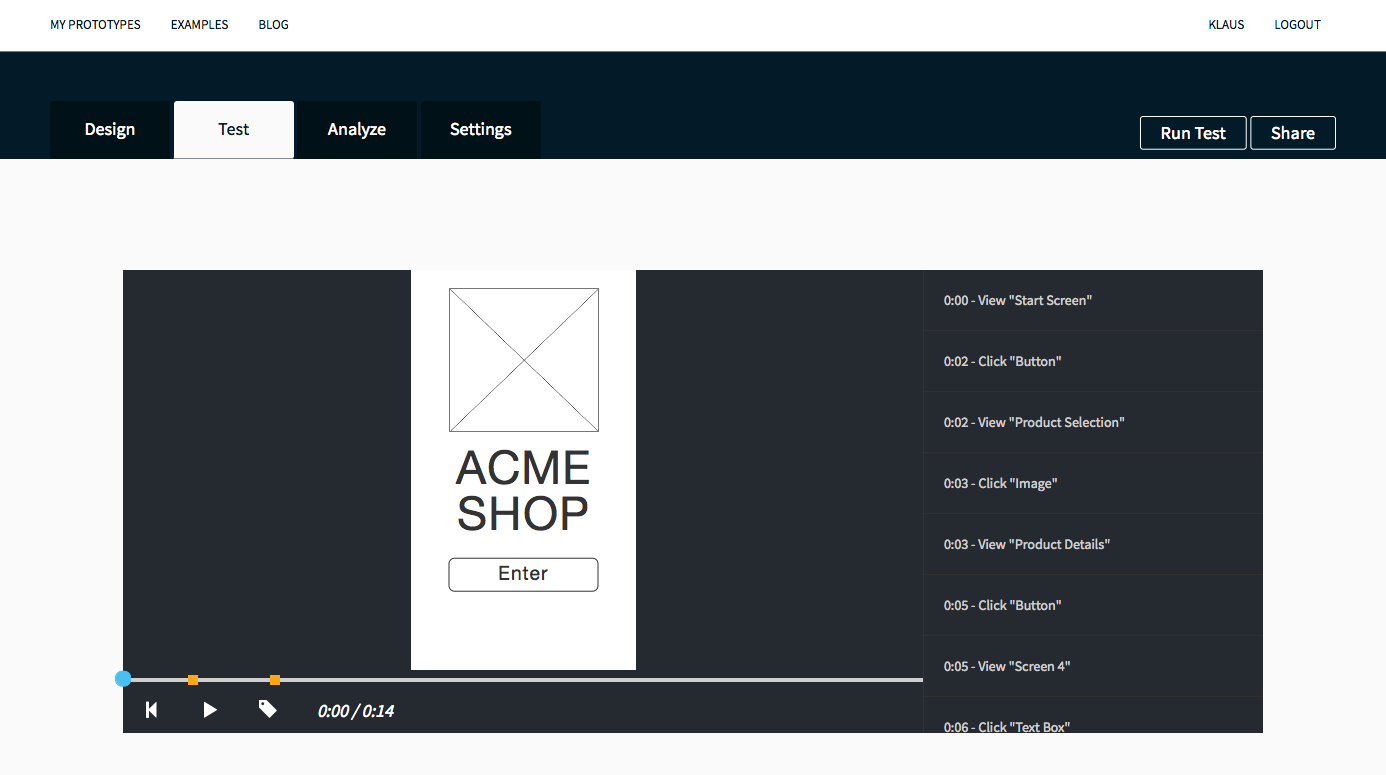 MY PROTOTYPES EXAMPLES BLOG KLAUS LOGOUT
Design Test Analyze Settings Run Test Share
ACME
SHOP
Enter
0:00 / 0:14
0:00 - View "Start Screen"
0:02 - Click "Button"
0:02 - View "Product Selection"
0:03 - Click "Image"
0:03 - View "Product Details"
0:05 - Click "Button"
0:05 - View "Screen 4"
0:06 - Click "Text Box"